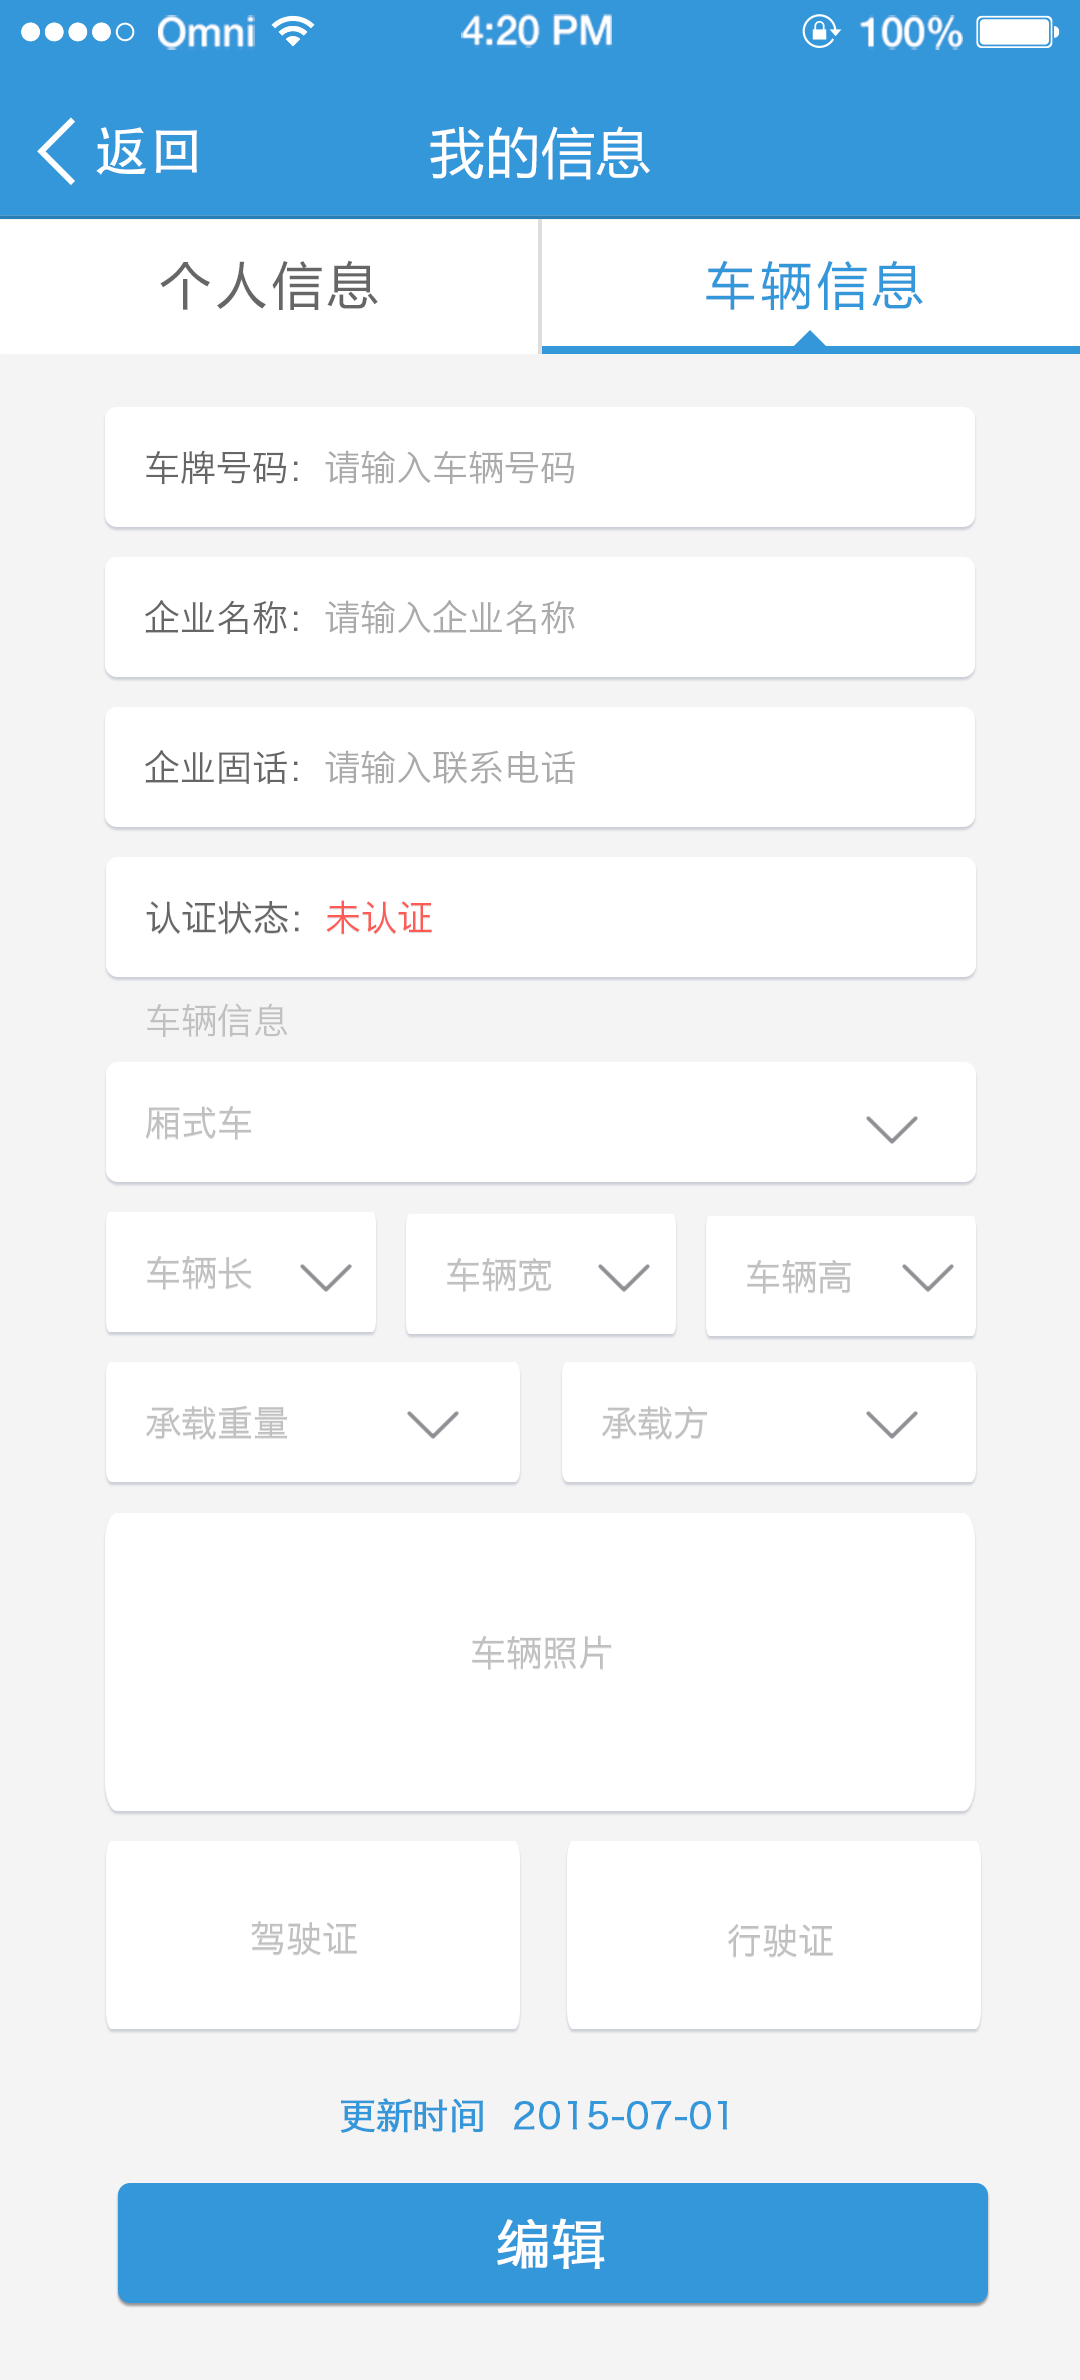 Omni 4:20 PM 100%
返回 我的信息
个人信息 车辆信息
车牌号码： 请输入车辆号码
企业名称： 请输入企业名称
企业固话： 请输入联系电话
认证状态： 未认证
车辆信息
厢式车
车辆长 车辆宽 车辆高
承载重量 承载方
车辆照片
驾驶证 行驶证
更新时间 2015-07-01
编辑